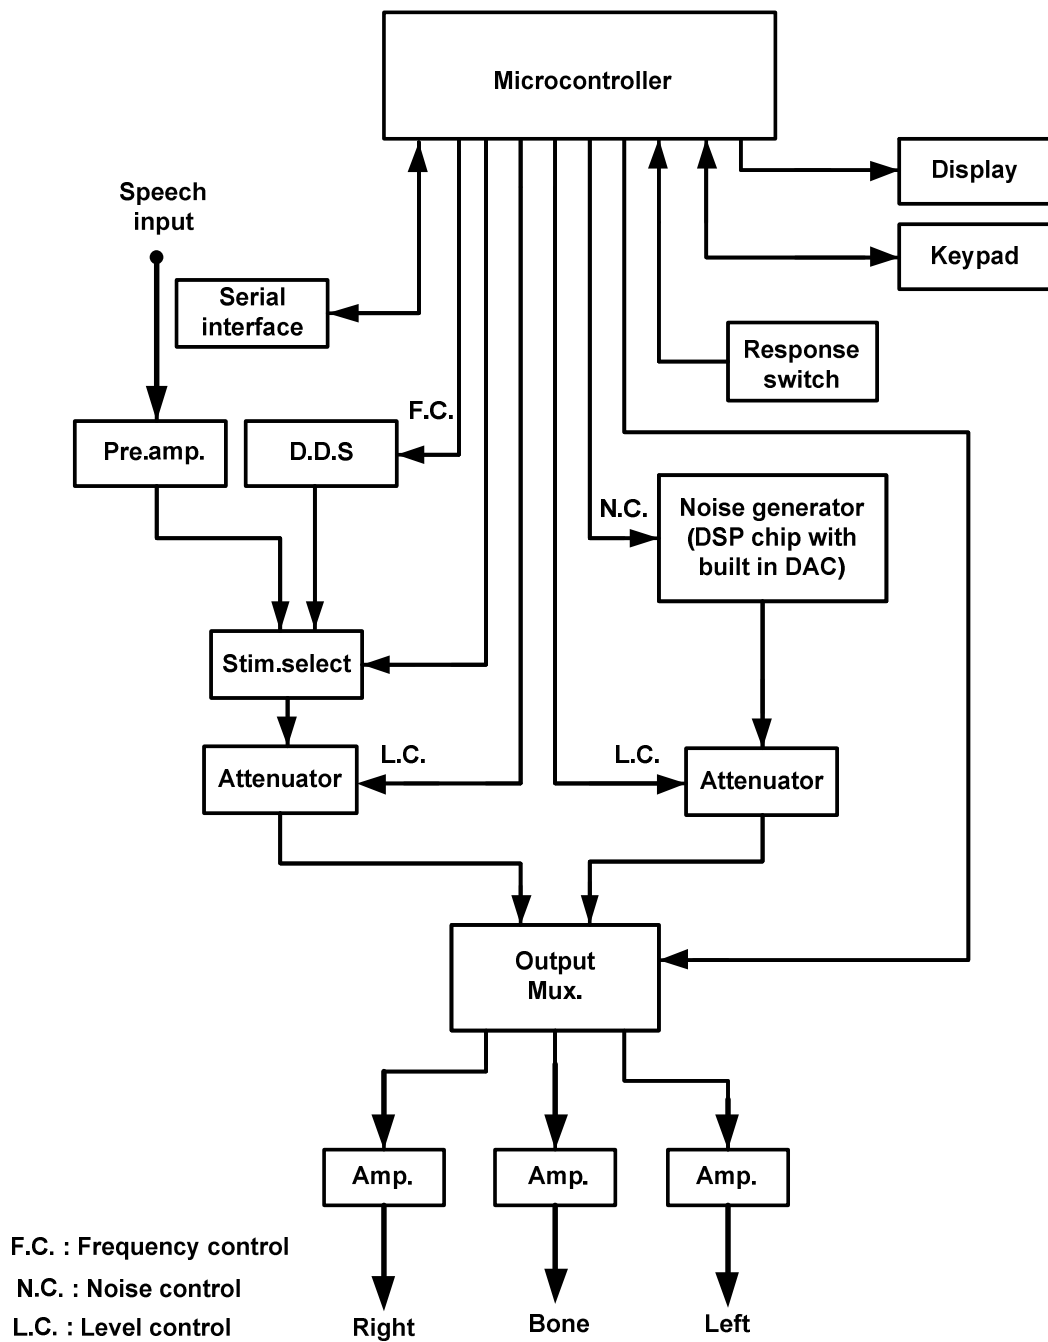 Microcontroller
Display
Speech
input
Keypad
Serial
interface
Response
switch
F.C.
Pre.amp.
D.D.S
N.C.
Noise generator
(DSP chip with
built in DAC)
Stim.select
L.C.
L.C.
Attenuator
Attenuator
Output
Mux.
Amp.
Amp.
Amp.
F.C. : Frequency control
N.C. : Noise control
L.C. : Level control
Right
Bone
Left